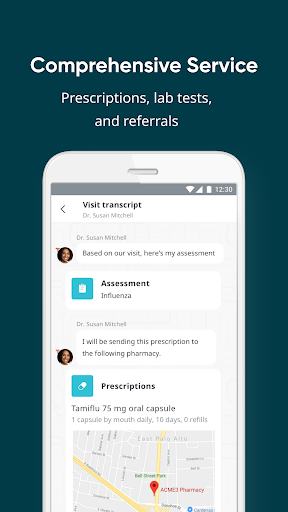 Comprehensive Service
Prescriptions, lab tests,
and referrals
12:30
Visit transcript
Dr. Susan Mitchell
Dr. Susan Mitchell
Based on our visit, here's my assessment
Assessment
Influenza
Dr. Susan Mitchell
I will be sending this prescription to
the following pharmacy.
Prescriptions
Tamiflu 75 mg oral capsule
1 capsule by mouth daily, 10 days, 0 refills
East Palo Alto
Bell Street Park
ACME3 Pharmacy